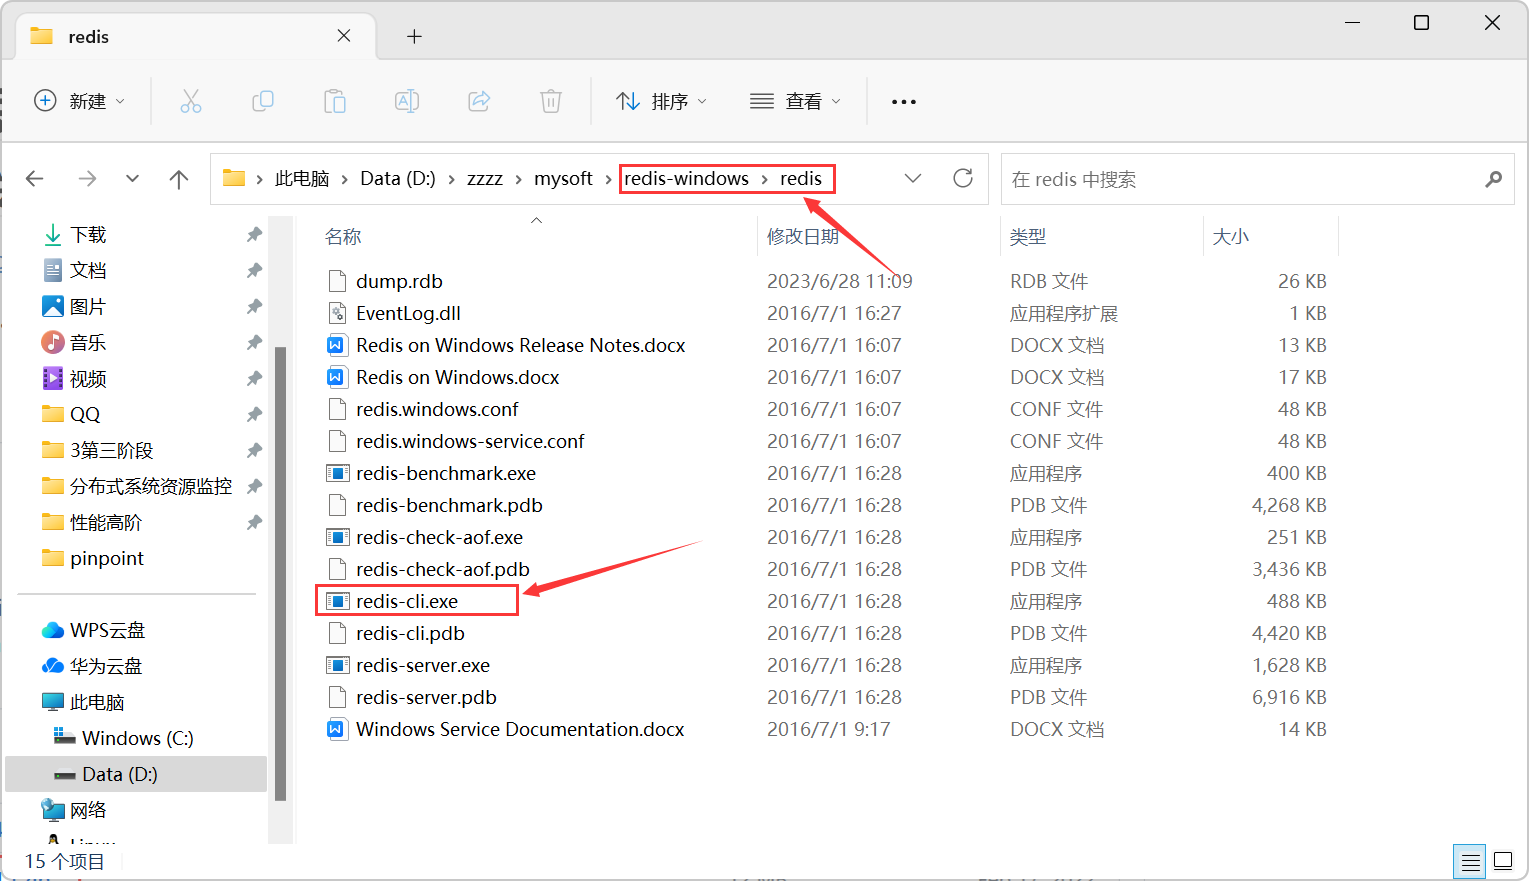 redis
新建
排序
查看
此电脑 > Data (D:) > zzzz > mysoft > redis-windows > redis
在 redis 中搜索
下载
文档
图片
音乐
视频
QQ
3第三阶段
分布式系统资源监控
性能高阶
pinpoint
WPS云盘
华为云盘
此电脑
Windows (C:)
Data (D:)
网络
Linux
名称 修改日期 类型 大小
dump.rdb 2023/6/28 11:09 RDB 文件 26 KB
EventLog.dll 2016/7/1 16:27 应用程序扩展 1 KB
Redis on Windows Release Notes.docx 2016/7/1 16:07 DOCX 文档 13 KB
Redis on Windows.docx 2016/7/1 16:07 DOCX 文档 17 KB
redis.windows.conf 2016/7/1 16:07 CONF 文件 48 KB
redis.windows-service.conf 2016/7/1 16:07 CONF 文件 48 KB
redis-benchmark.exe 2016/7/1 16:28 应用程序 400 KB
redis-benchmark.pdb 2016/7/1 16:28 PDB 文件 4,268 KB
redis-check-aof.exe 2016/7/1 16:28 应用程序 251 KB
redis-check-aof.pdb 2016/7/1 16:28 PDB 文件 3,436 KB
redis-cli.exe 2016/7/1 16:28 应用程序 488 KB
redis-cli.pdb 2016/7/1 16:28 PDB 文件 4,420 KB
redis-server.exe 2016/7/1 16:28 应用程序 1,628 KB
redis-server.pdb 2016/7/1 16:28 PDB 文件 6,916 KB
Windows Service Documentation.docx 2016/7/1 9:17 DOCX 文档 14 KB
15 个项目